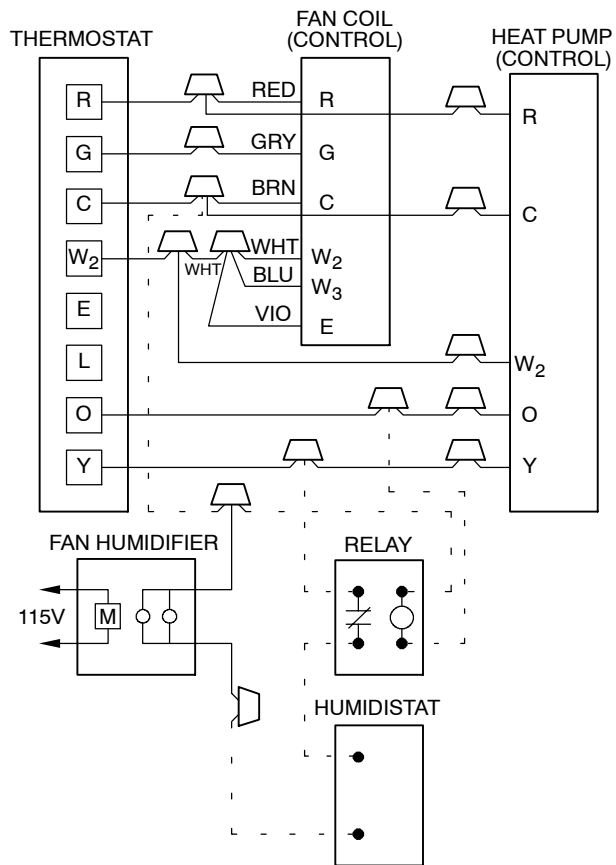 THERMOSTAT
FAN COIL
(CONTROL)
HEAT PUMP
(CONTROL)
R
RED
R
R
G
GRY
G
C
BRN
C
C
W2
WHT
WHT
W2
BLU
W3
E
VIO
E
L
W2
O
O
Y
Y
FAN HUMIDIFIER
RELAY
115V
M
HUMIDISTAT